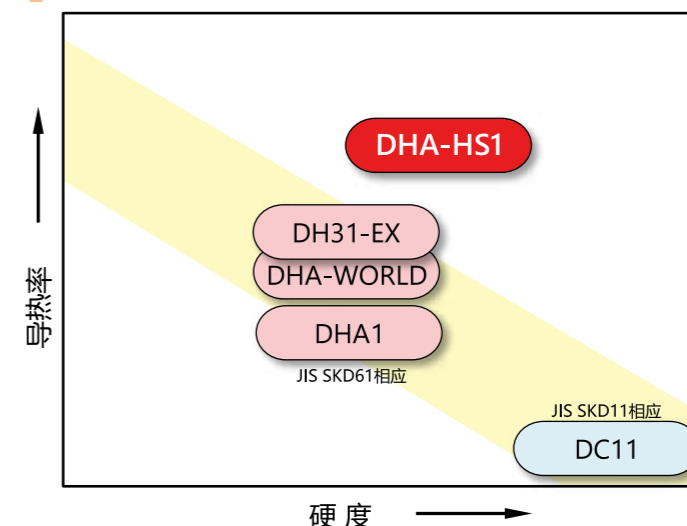 DHA-HS1
DH31-EX
DHA-WORLD
DHA1
JIS SKD61相应
JIS SKD11相应
DC11
导热率
硬度